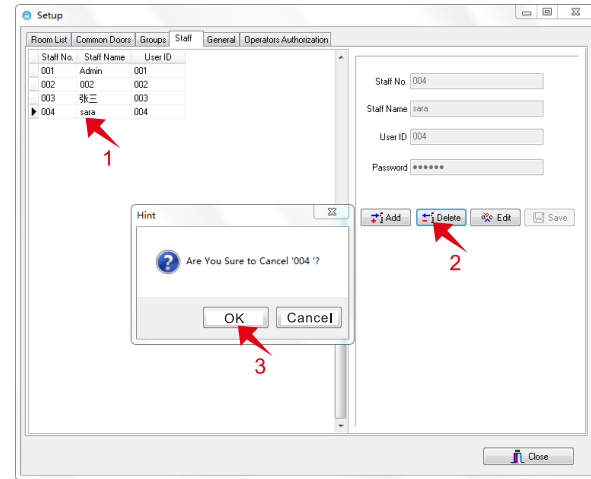 Setup
Room List Common Doors Groups Staff General Operators Authorization
Staff No. Staff Name User ID
001 Admin 001
002 002 002
003 张三 003
004 sara 004
1
Staff No. 004
Staff Name sara
User ID 004
Password ●●●●●●
Add Delete Edit Save
2
Hint
Are You Sure to Cancel '004 '?
OK Cancel
3
Close